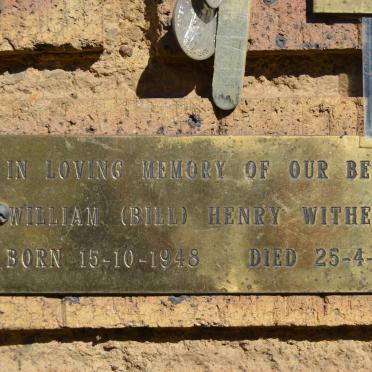 IN LOVING MEMORY OF OUR BE
WILLIAM (BILL) HENRY WITHE
BORN 15-10-1948 DIED 25-4-